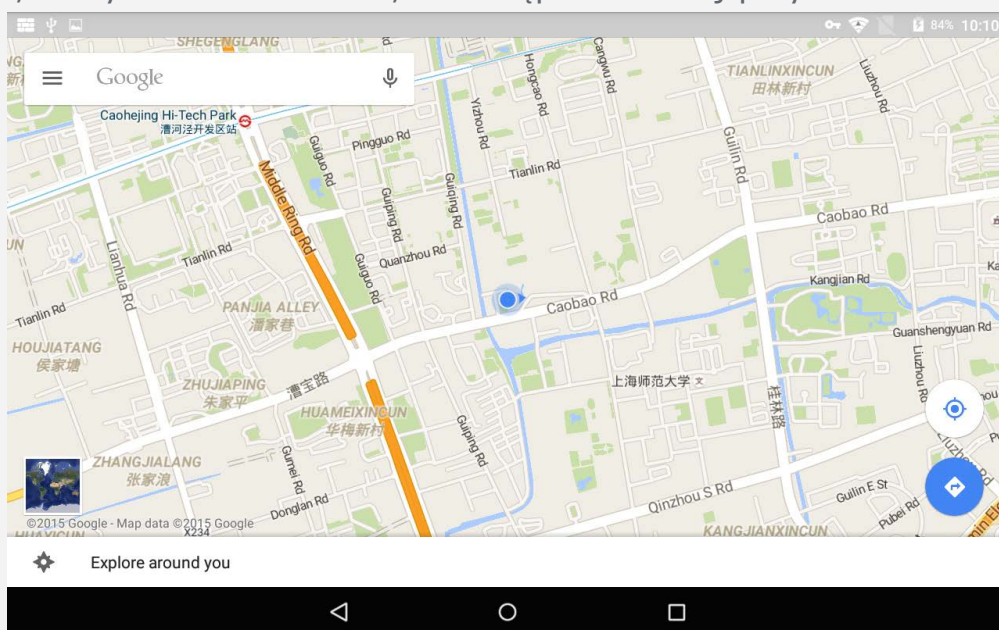 84% 10:10
SHEGENGLANG
Google
Caohejing Hi-Tech Park
漕河泾开发区站
Pingguo Rd
Guiguo Rd
Yizhou Rd
Hongcao Rd
Cangwu Rd
TIANLINXINCUN
田林新村
Liuzhou Rd
Guilin Rd
Tianlin Rd
Middle Ring Rd
Guiping Rd
Guiqing Rd
Caobao Rd
Lianhua Rd
Tianlin Rd
Quanzhou Rd
Guiguo Rd
Kangjian Rd
Tianlin Rd
PANJIA ALLEY
潘家巷
Caobao Rd
Guanshengyuan Rd
HOUJIATANG
侯家塘
ZHUJIAPING
朱家平
漕宝路
上海师范大学
桂林路
Liuzhou Rd
HUAMEIXINCUN
华梅新村
Guiping Rd
ZHANGJIALANG
张家浪
Gumei Rd
Donglan Rd
Qinzhou S Rd
Guilin E St
Pubei Rd
©2015 Google - Map data ©2015 Google
X234
KANGJIANXINCUN
Explore around you